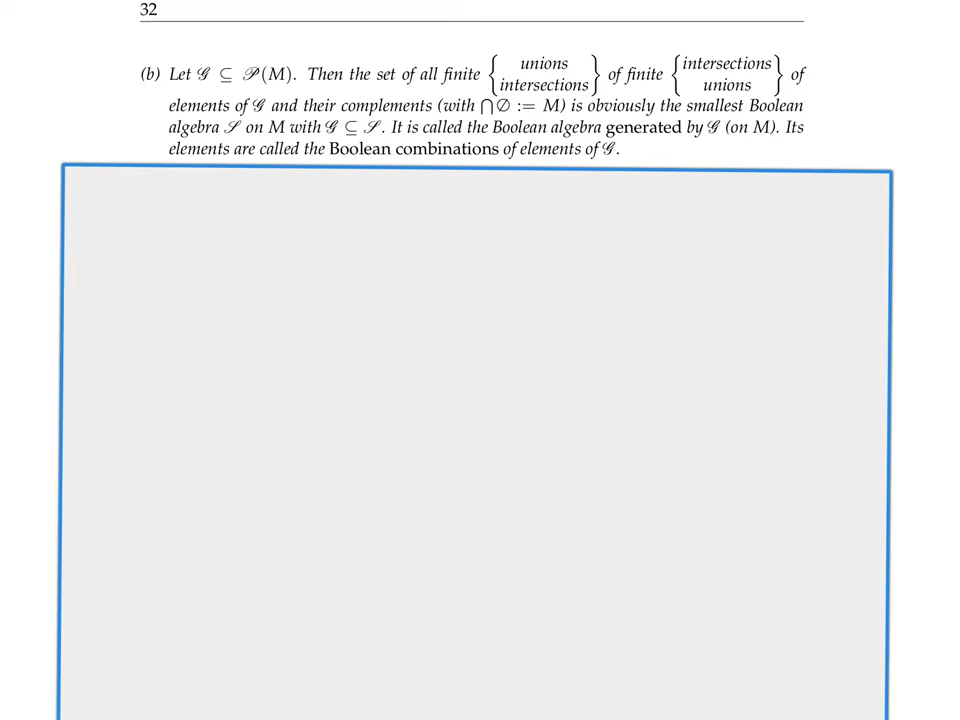 32
(b) Let 𝒢 ⊆ 𝒫(M). Then the set of all finite { unions / intersections } of finite { intersections / unions } of
elements of 𝒢 and their complements (with ⋂∅ := M) is obviously the smallest Boolean
algebra 𝒮 on M with 𝒢 ⊆ 𝒮. It is called the Boolean algebra generated by 𝒢 (on M). Its
elements are called the Boolean combinations of elements of 𝒢.